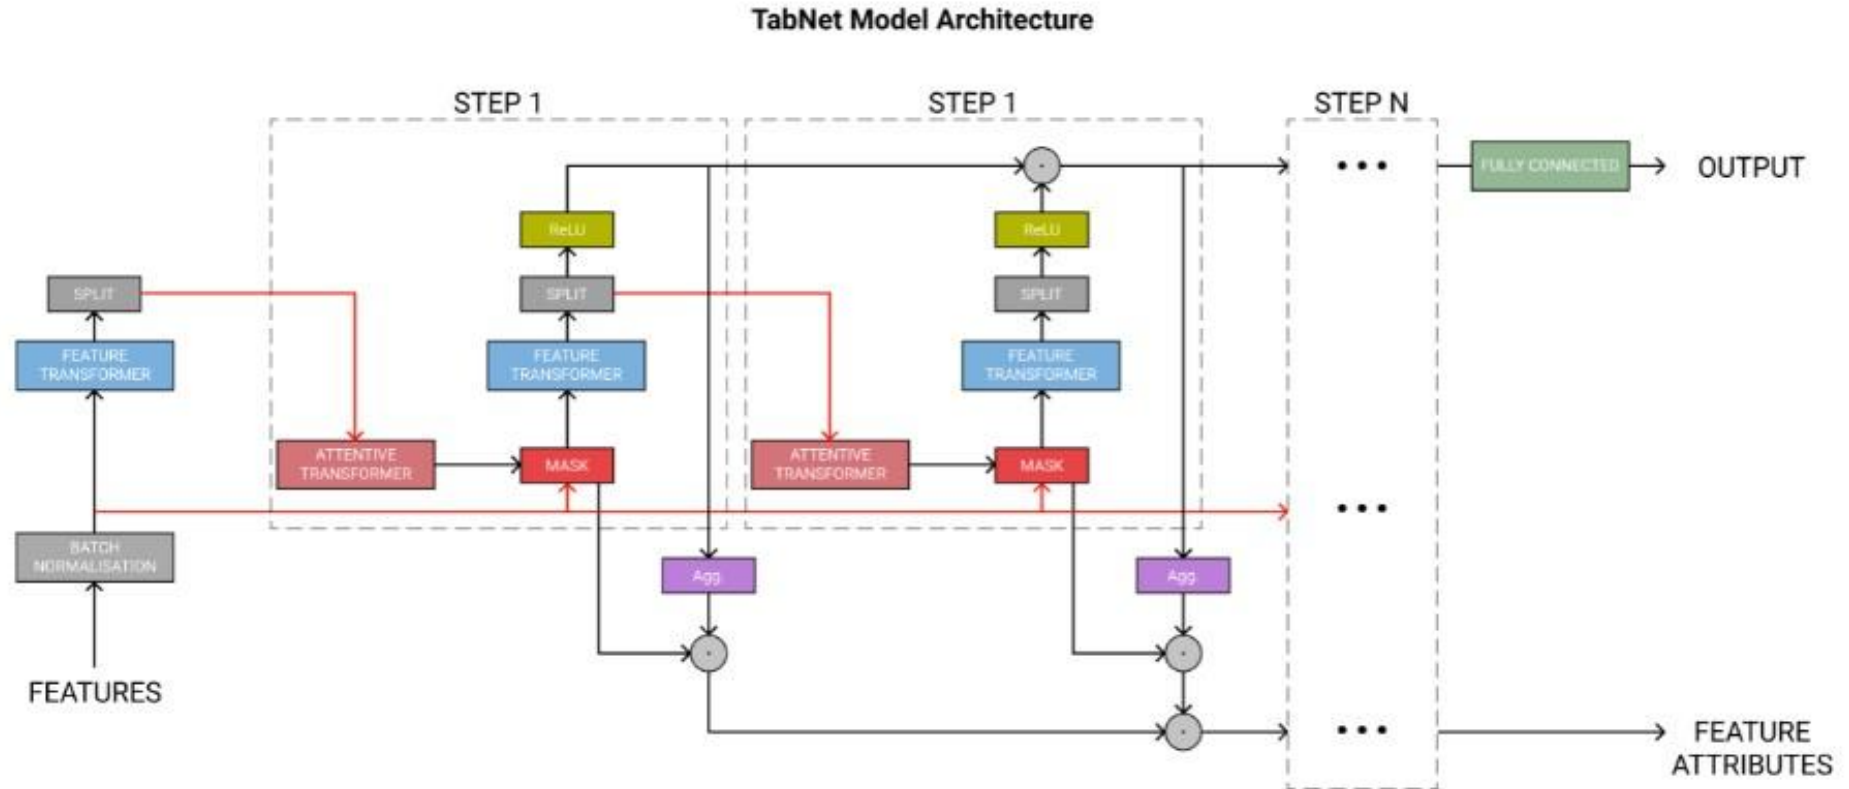 TabNet Model Architecture
STEP 1
STEP 1
STEP N
FULLY CONNECTED
OUTPUT
ReLU
ReLU
SPLIT
SPLIT
SPLIT
FEATURE
TRANSFORMER
FEATURE
TRANSFORMER
FEATURE
TRANSFORMER
ATTENTIVE
TRANSFORMER
MASK
ATTENTIVE
TRANSFORMER
MASK
BATCH
NORMALISATION
Agg.
Agg.
FEATURES
FEATURE
ATTRIBUTES